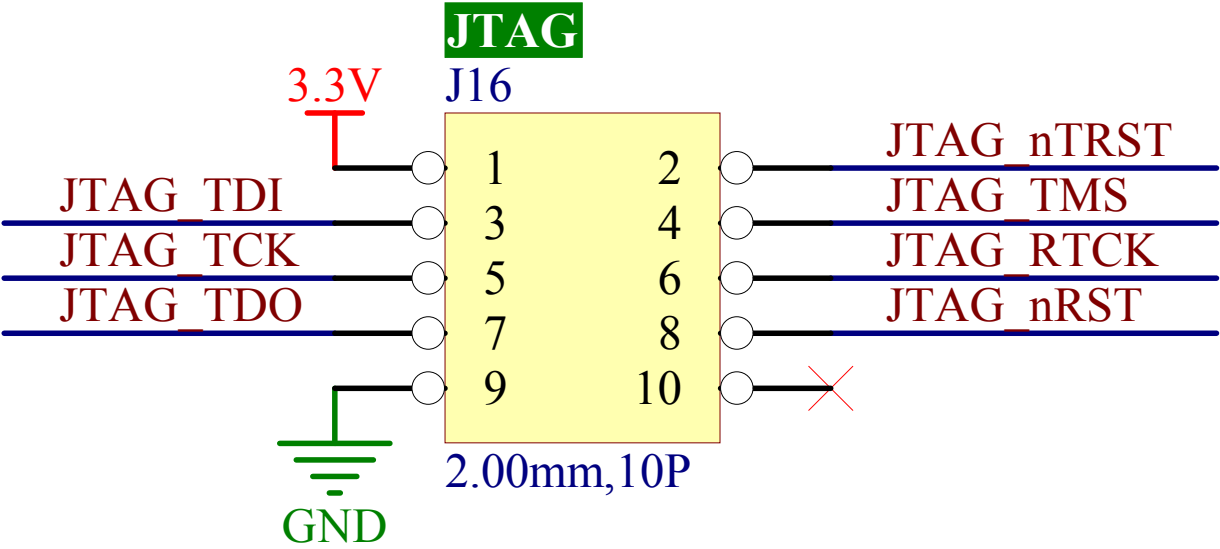 JTAG
J16
3.3V
1 2 JTAG_nTRST
JTAG_TDI 3 4 JTAG_TMS
JTAG_TCK 5 6 JTAG_RTCK
JTAG_TDO 7 8 JTAG_nRST
9 10
2.00mm,10P
GND